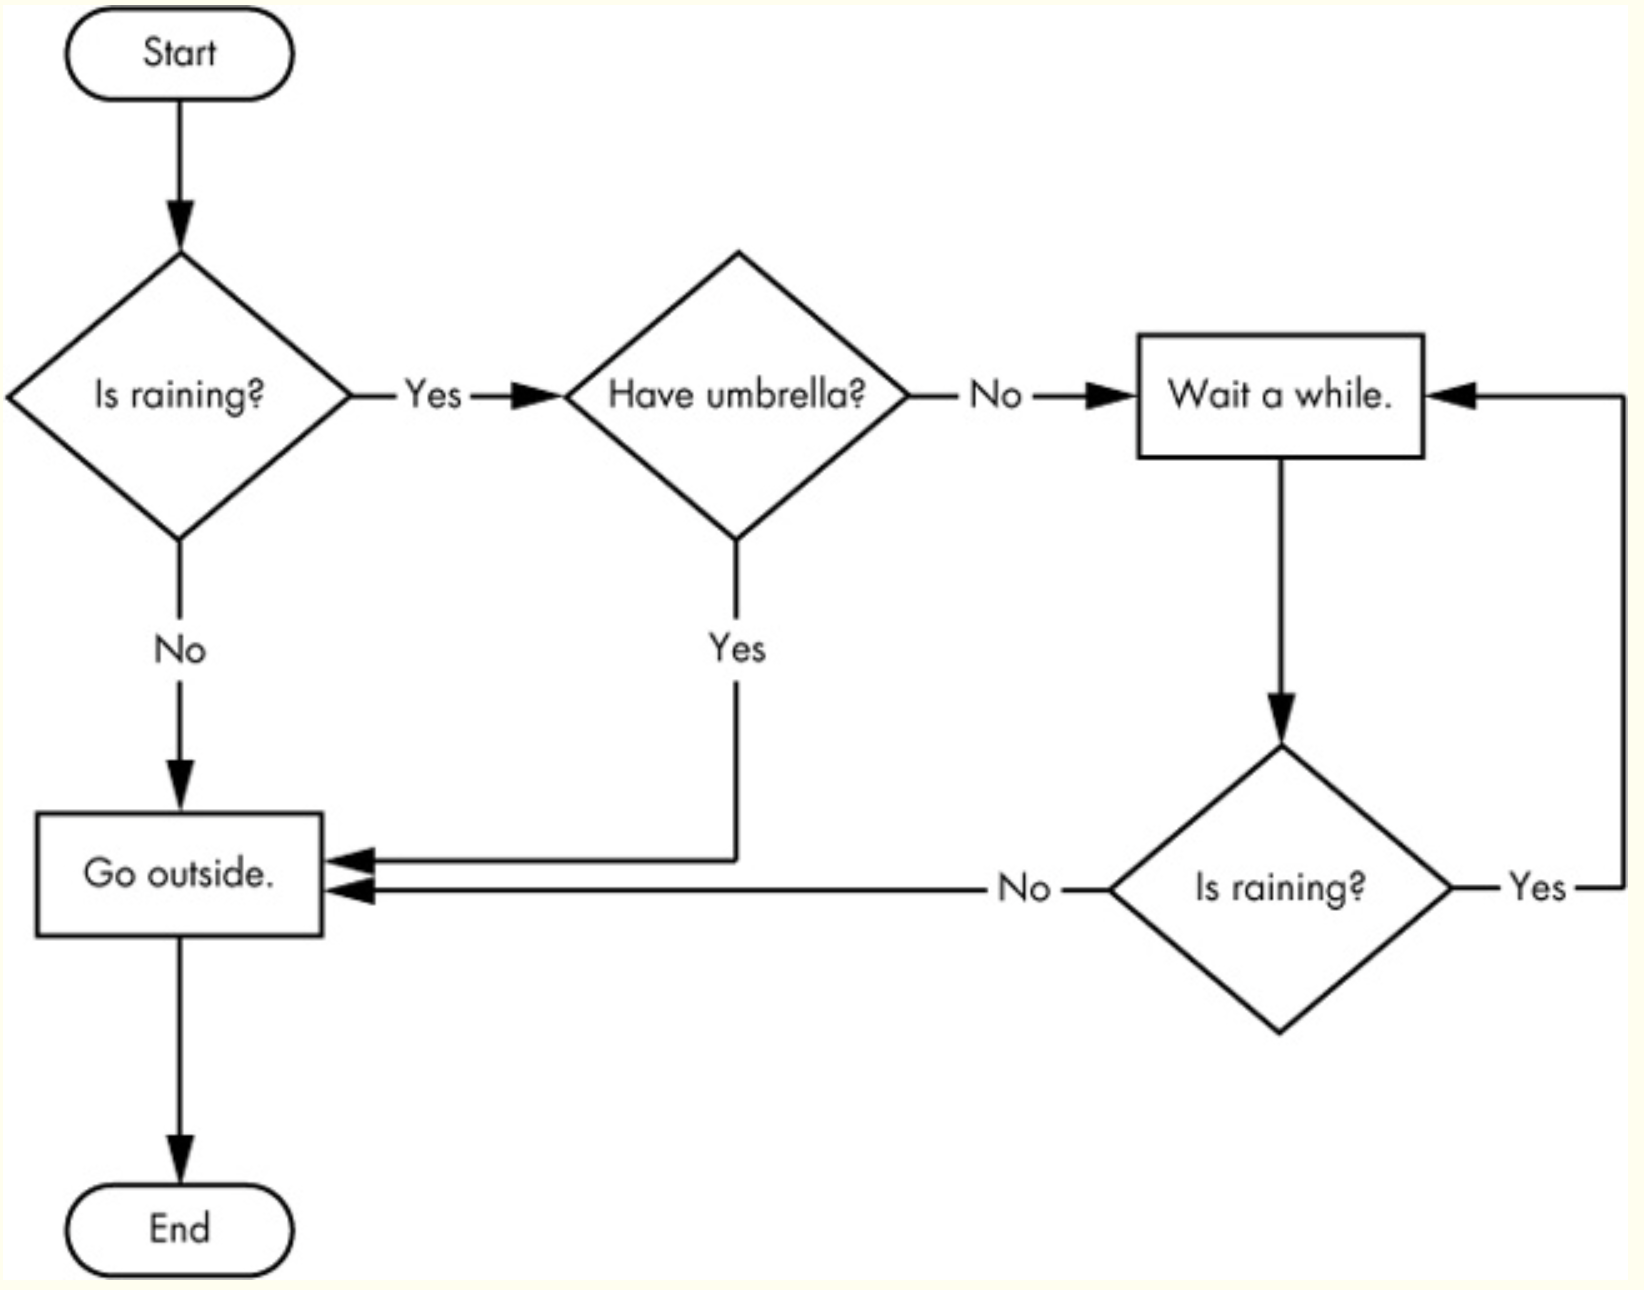 Start
Is raining?
Yes
Have umbrella?
No
Wait a while.
No
Yes
Go outside.
No
Is raining?
Yes
End